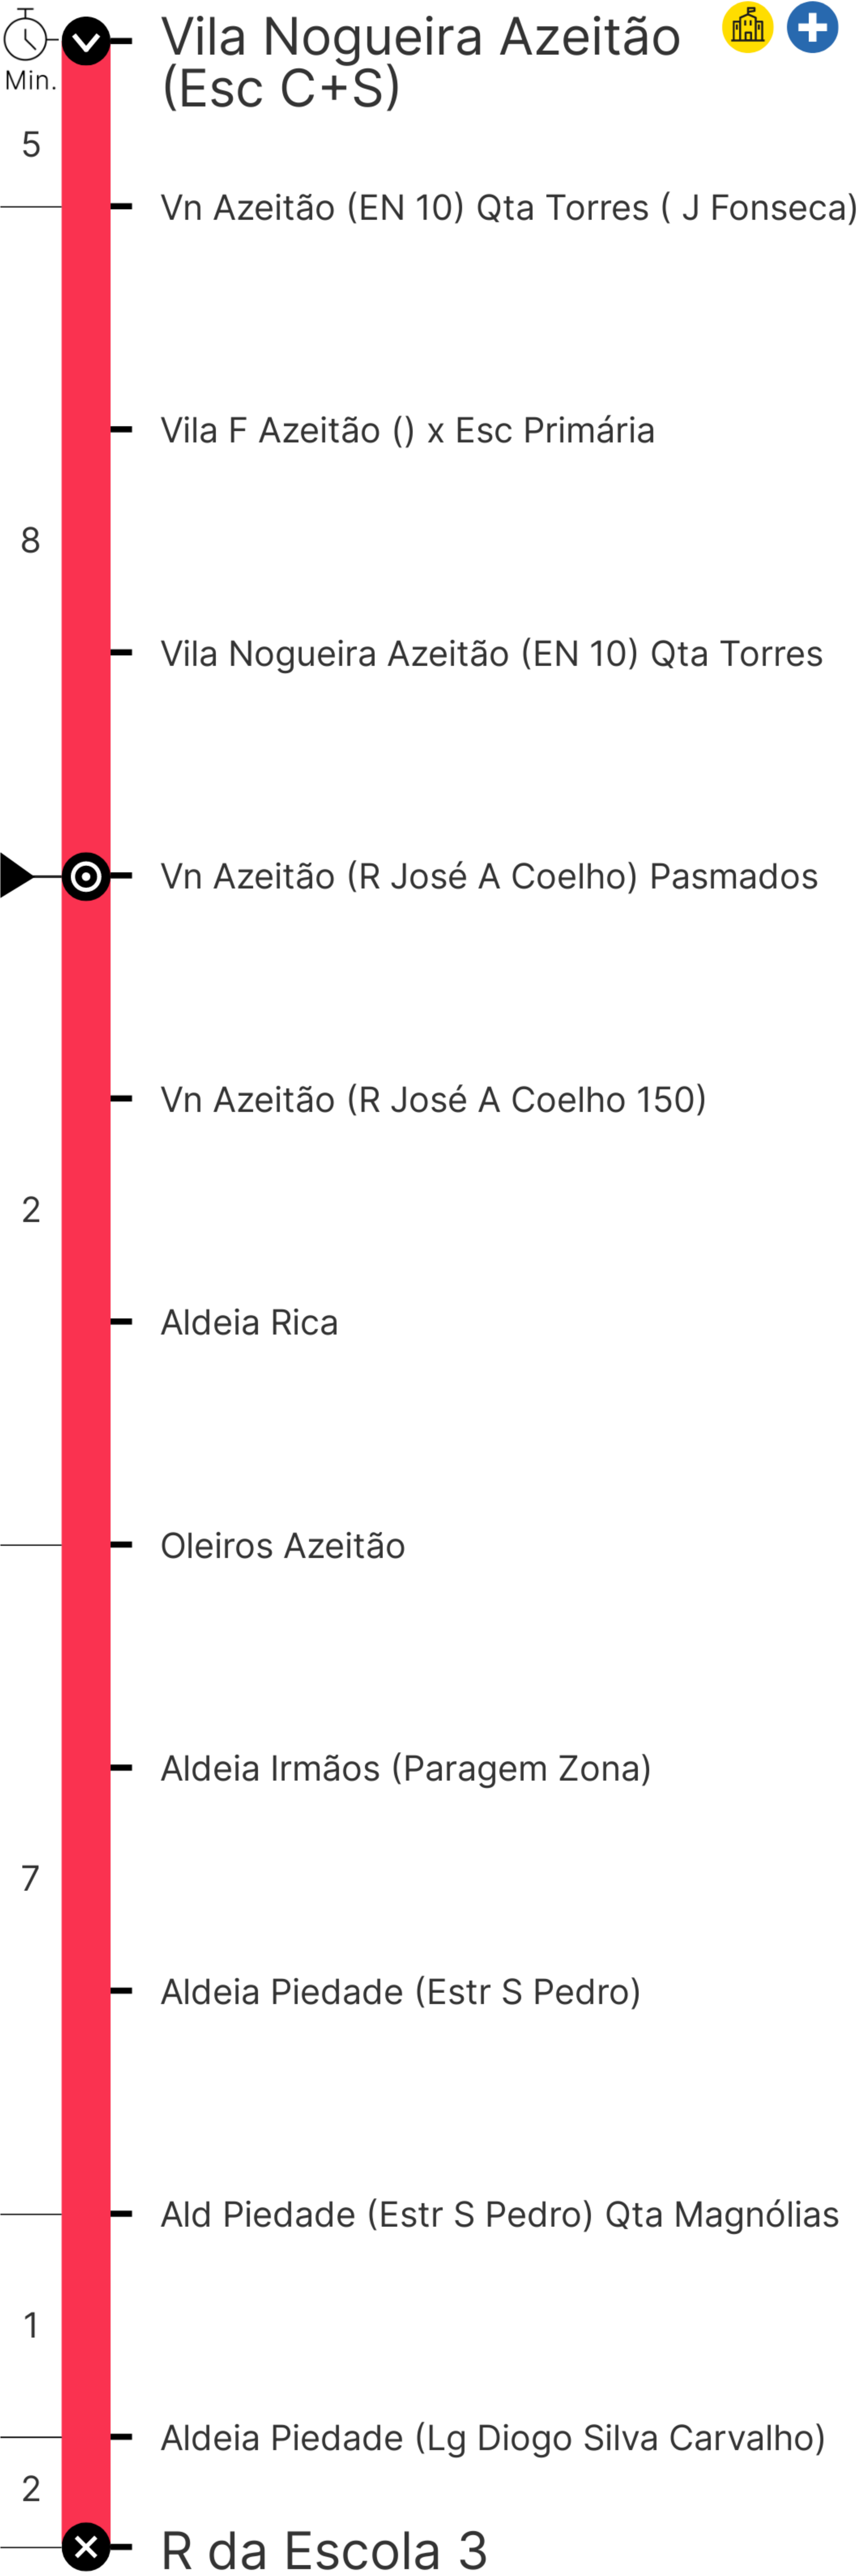 Vila Nogueira Azeitão
(Esc C+S)
Min.
5
Vn Azeitão (EN 10) Qta Torres ( J Fonseca)
Vila F Azeitão () x Esc Primária
8
Vila Nogueira Azeitão (EN 10) Qta Torres
Vn Azeitão (R José A Coelho) Pasmados
Vn Azeitão (R José A Coelho 150)
2
Aldeia Rica
Oleiros Azeitão
Aldeia Irmãos (Paragem Zona)
7
Aldeia Piedade (Estr S Pedro)
Ald Piedade (Estr S Pedro) Qta Magnólias
1
Aldeia Piedade (Lg Diogo Silva Carvalho)
2
R da Escola 3